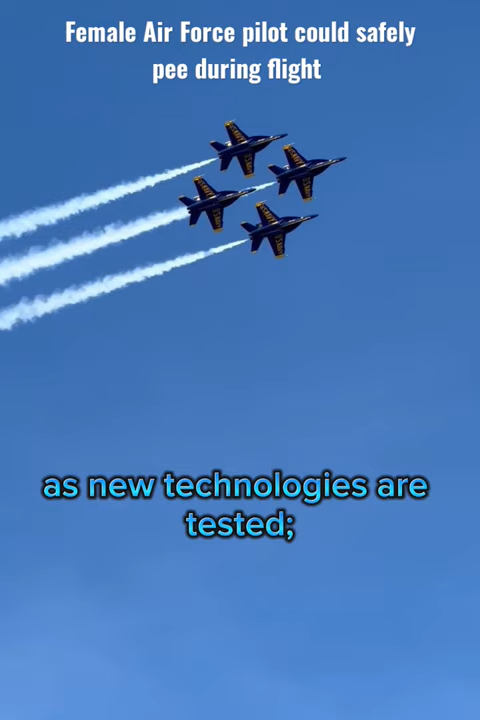 Female Air Force pilot could safely
pee during flight
as new technologies are
tested;